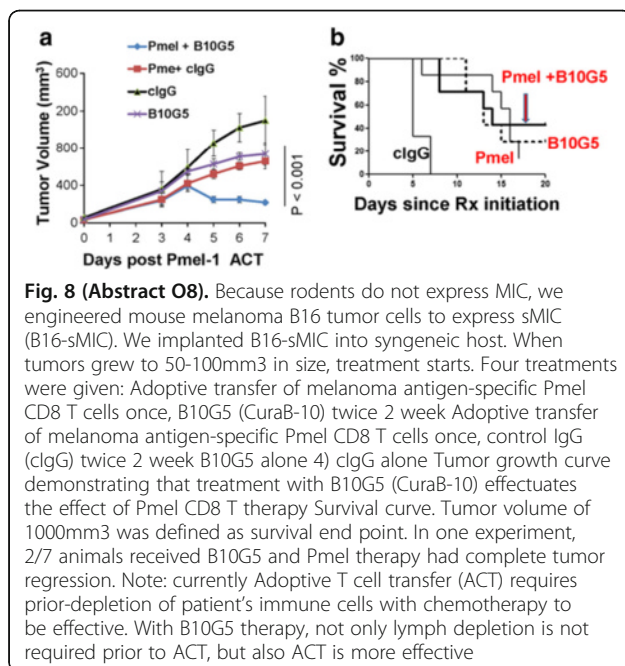 a
b
Pmel + B10G5
Pme+ cIgG
cIgG
B10G5
Tumor Volume (mm³)
600
200
800
400
0
0 1 2 3 4 5 6 7
Days post Pmel-1 ACT
P < 0.001
Survival %
Pmel +B10G5
B10G5
cIgG
Pmel
0 5 10 15 20
Days since Rx initiation
Fig. 8 (Abstract O8). Because rodents do not express MIC, we
engineered mouse melanoma B16 tumor cells to express sMIC
(B16-sMIC). We implanted B16-sMIC into syngeneic host. When
tumors grew to 50-100mm3 in size, treatment starts. Four treatments
were given: Adoptive transfer of melanoma antigen-specific Pmel
CD8 T cells once, B10G5 (CuraB-10) twice 2 week Adoptive transfer
of melanoma antigen-specific Pmel CD8 T cells once, control IgG
(cIgG) twice 2 week B10G5 alone 4) cIgG alone Tumor growth curve
demonstrating that treatment with B10G5 (CuraB-10) effectuates
the effect of Pmel CD8 T therapy Survival curve. Tumor volume of
1000mm3 was defined as survival end point. In one experiment,
2/7 animals received B10G5 and Pmel therapy had complete tumor
regression. Note: currently Adoptive T cell transfer (ACT) requires
prior-depletion of patient's immune cells with chemotherapy to
be effective. With B10G5 therapy, not only lymph depletion is not
required prior to ACT, but also ACT is more effective